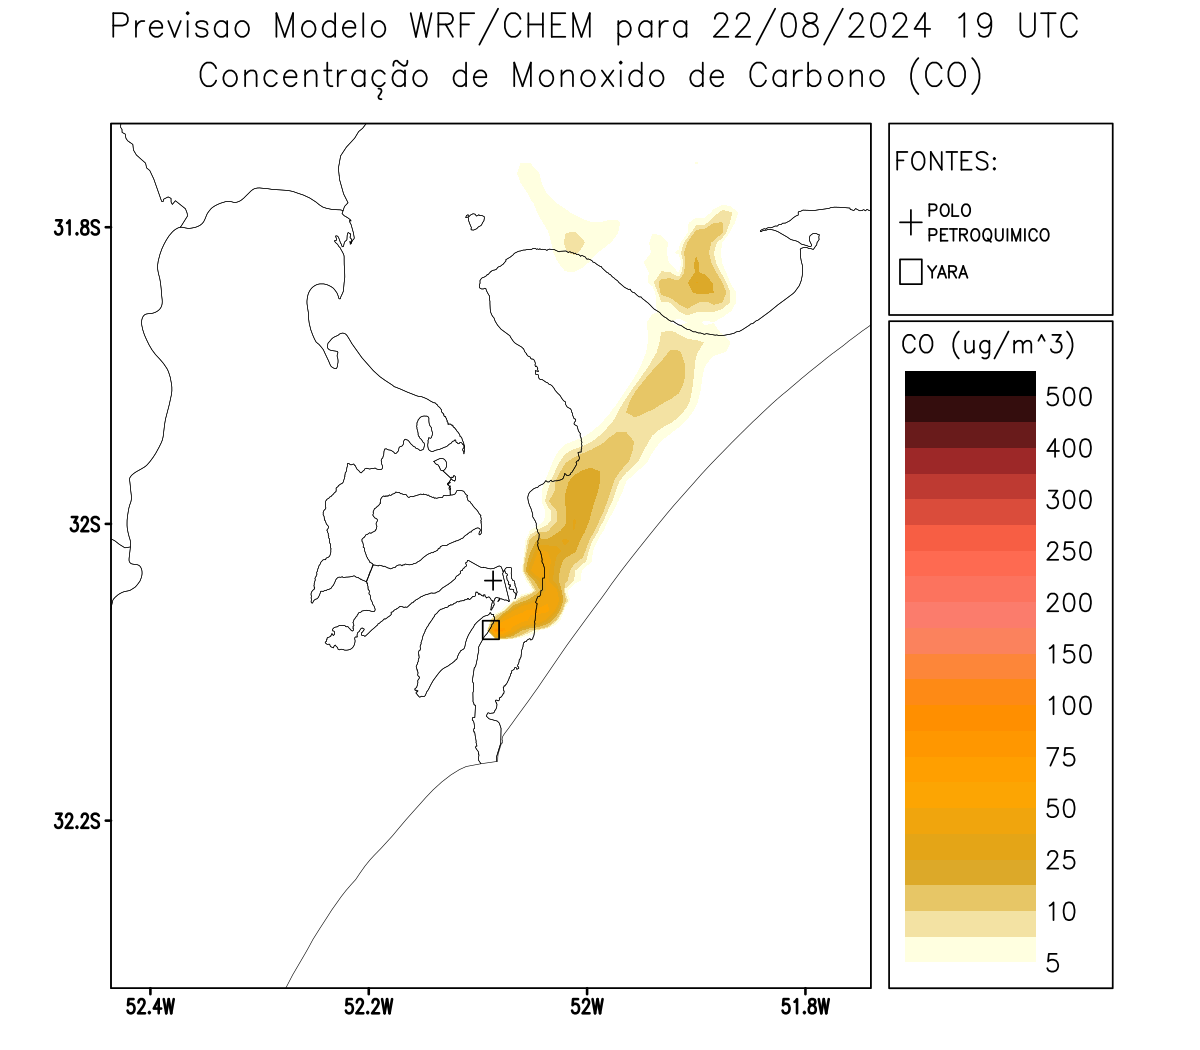 Previsao Modelo WRF/CHEM para 22/08/2024 19 UTC
Concentração de Monoxido de Carbono (CO)
FONTES:
POLO
PETROQUIMICO
YARA
CO (ug/m^3)
500
400
300
250
200
150
100
75
50
25
10
5
31.8S
32S
32.2S
52.4W
52.2W
52W
51.8W